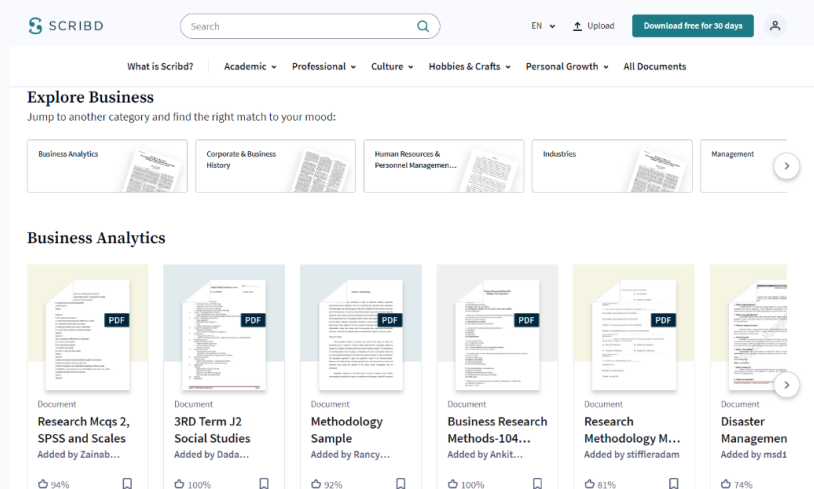 SCRIBD
Search
EN
Upload
Download free for 30 days
What is Scribd?
Academic
Professional
Culture
Hobbies & Crafts
Personal Growth
All Documents
Explore Business
Jump to another category and find the right match to your mood:
Business Analytics
Corporate & Business
History
Human Resources &
Personnel Managemen...
Industries
Management
Business Analytics
PDF
PDF
PDF
PDF
PDF
Document
Research Mcqs 2,
SPSS and Scales
Added by Zainab...
94%
Document
3RD Term J2
Social Studies
Added by Dada...
100%
Document
Methodology
Sample
Added by Rancy...
92%
Document
Business Research
Methods-104...
Added by Ankit...
100%
Document
Research
Methodology M...
Added by stiffleradam
81%
Document
Disaster
Managemen
Added by msd1
74%